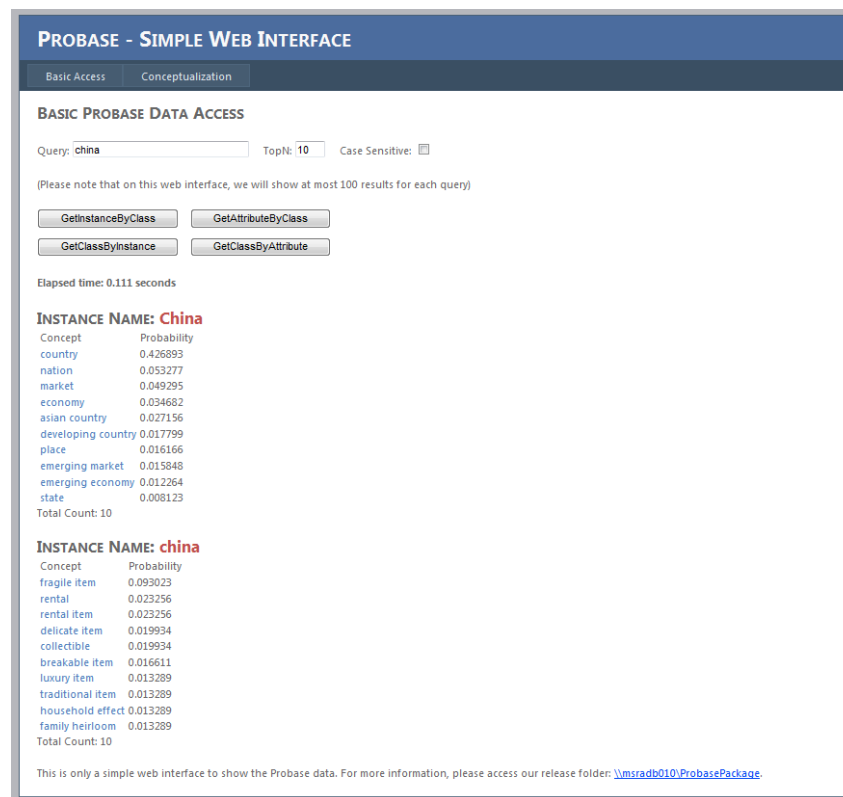 PROBASE - SIMPLE WEB INTERFACE
Basic Access Conceptualization
BASIC PROBASE DATA ACCESS
Query: china TopN: 10 Case Sensitive:
(Please note that on this web interface, we will show at most 100 results for each query)
GetInstanceByClass GetAttributeByClass
GetClassByInstance GetClassByAttribute
Elapsed time: 0.111 seconds
INSTANCE NAME: China
Concept Probability
country 0.426893
nation 0.053277
market 0.049295
economy 0.034682
asian country 0.027156
developing country 0.017799
place 0.016166
emerging market 0.015848
emerging economy 0.012264
state 0.008123
Total Count: 10
INSTANCE NAME: china
Concept Probability
fragile item 0.093023
rental 0.023256
rental item 0.023256
delicate item 0.019934
collectible 0.019934
breakable item 0.016611
luxury item 0.013289
traditional item 0.013289
household effect 0.013289
family heirloom 0.013289
Total Count: 10
This is only a simple web interface to show the Probase data. For more information, please access our release folder: \\msradb010\ProbasePackage.